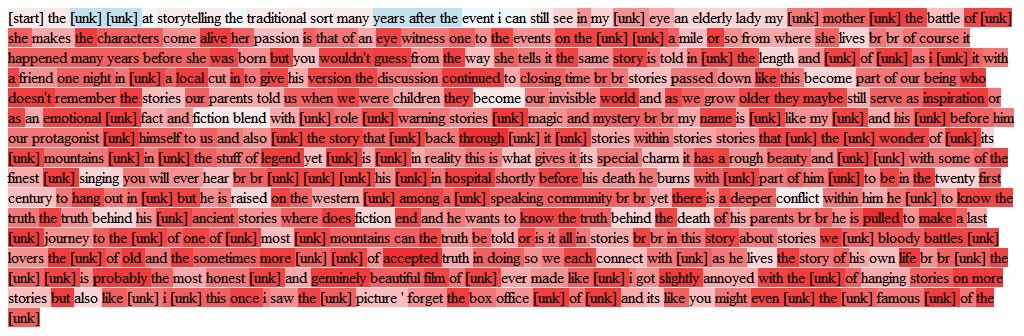 [start] the [unk] [unk] at storytelling the traditional sort many years after the event i can still see in my [unk] eye an elderly lady my [unk] mother [unk] the battle of [unk]
she makes the characters come alive her passion is that of an eye witness one to the events on the [unk] [unk] a mile or so from where she lives br br of course it
happened many years before she was born but you wouldn't guess from the way she tells it the same story is told in [unk] the length and [unk] of [unk] as i [unk] it with
a friend one night in [unk] a local cut in to give his version the discussion continued to closing time br br stories passed down like this become part of our being who
doesn't remember the stories our parents told us when we were children they become our invisible world and as we grow older they maybe still serve as inspiration or
as an emotional [unk] fact and fiction blend with [unk] role [unk] warning stories [unk] magic and mystery br br my name is [unk] like my [unk] and his [unk] before him
our protagonist [unk] himself to us and also [unk] the story that [unk] back through [unk] it [unk] stories within stories stories that [unk] the [unk] wonder of [unk] its
[unk] mountains [unk] in [unk] the stuff of legend yet [unk] is [unk] in reality this is what gives it its special charm it has a rough beauty and [unk] [unk] with some of the
finest [unk] singing you will ever hear br br [unk] [unk] [unk] his [unk] in hospital shortly before his death he burns with [unk] part of him [unk] to be in the twenty first
century to hang out in [unk] but he is raised on the western [unk] among a [unk] speaking community br br yet there is a deeper conflict within him he [unk] to know the
truth the truth behind his [unk] ancient stories where does fiction end and he wants to know the truth behind the death of his parents br br he is pulled to make a last
[unk] journey to the [unk] of one of [unk] most [unk] mountains can the truth be told or is it all in stories br br in this story about stories we [unk] bloody battles [unk]
lovers the [unk] of old and the sometimes more [unk] [unk] of accepted truth in doing so we each connect with [unk] as he lives the story of his own life br br [unk] the
[unk] [unk] is probably the most honest [unk] and genuinely beautiful film of [unk] ever made like [unk] i got slightly annoyed with the [unk] of hanging stories on more
stories but also like [unk] i [unk] this once i saw the [unk] picture ' forget the box office [unk] of [unk] and its like you might even [unk] the [unk] famous [unk] of the
[unk]